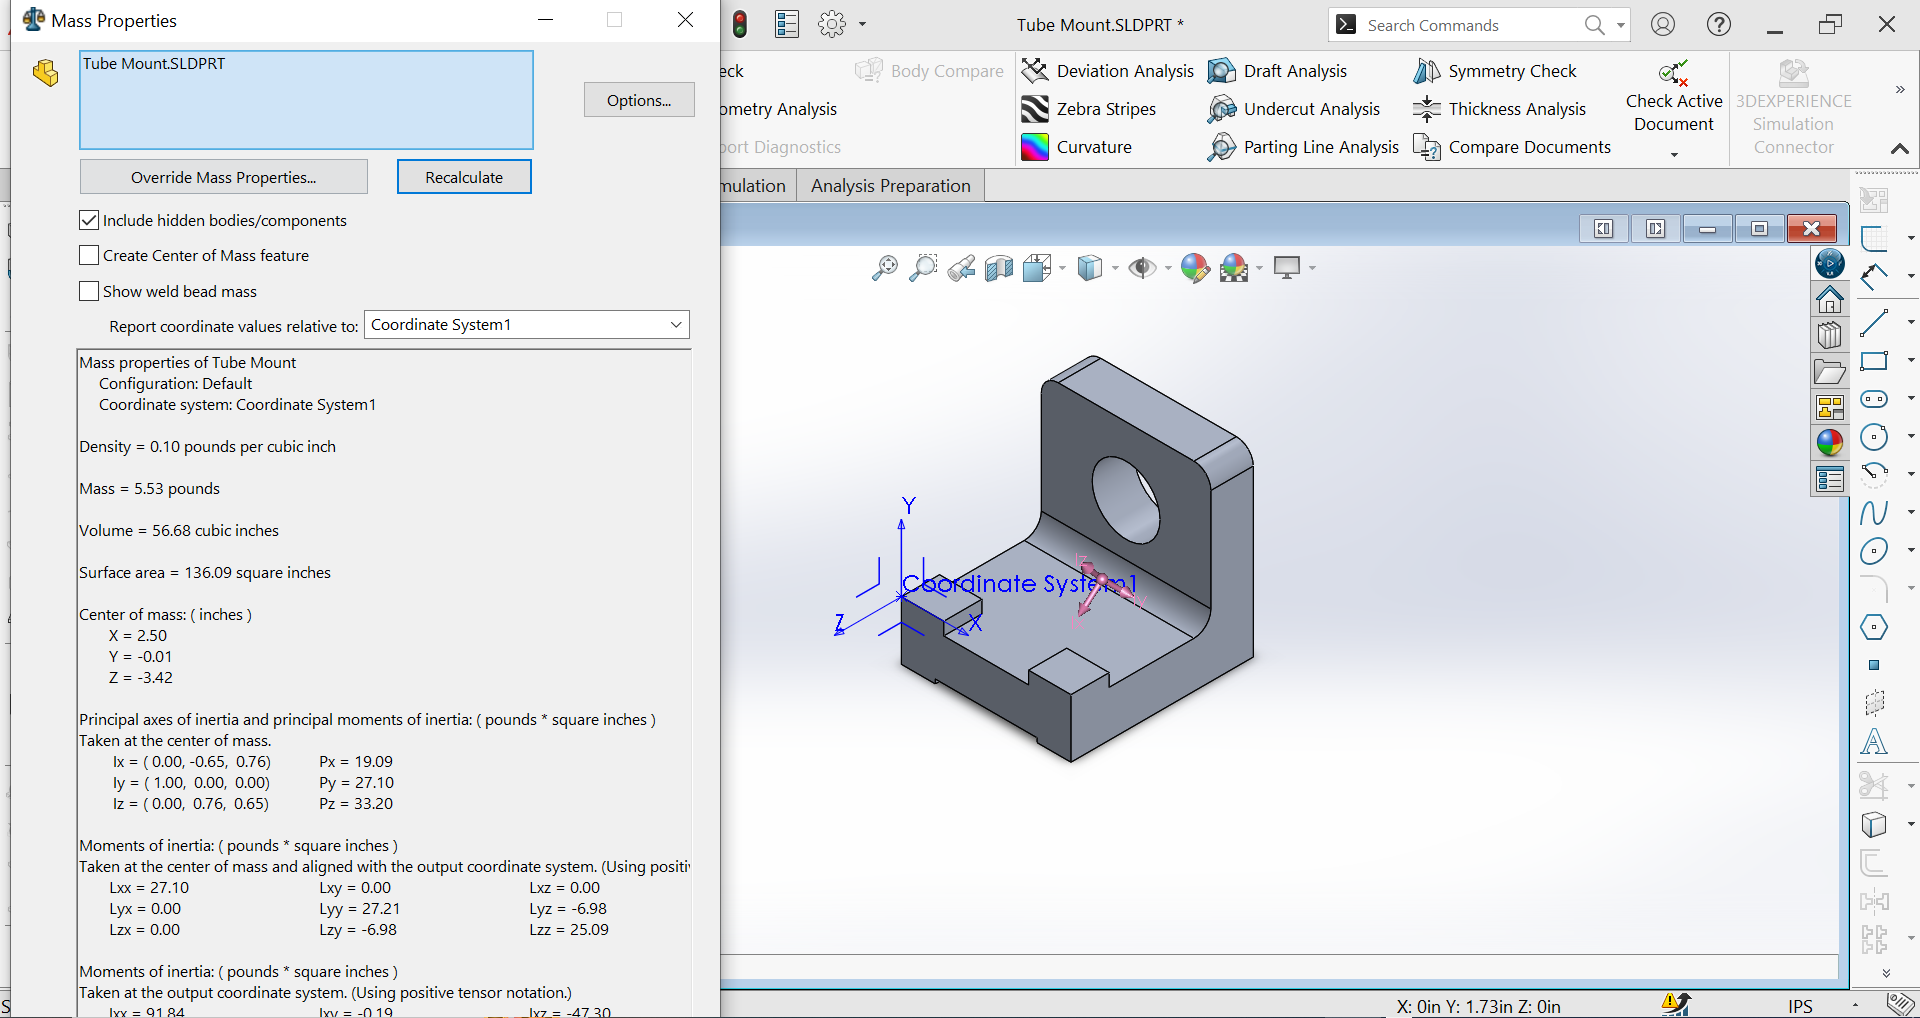 Mass Properties
Tube Mount.SLDPRT
Options...
Override Mass Properties...
Recalculate
Include hidden bodies/components
Create Center of Mass feature
Show weld bead mass
Report coordinate values relative to: Coordinate System1
Mass properties of Tube Mount
Configuration: Default
Coordinate system: Coordinate System1
Density = 0.10 pounds per cubic inch
Mass = 5.53 pounds
Volume = 56.68 cubic inches
Surface area = 136.09 square inches
Center of mass: ( inches )
X = 2.50
Y = -0.01
Z = -3.42
Principal axes of inertia and principal moments of inertia: ( pounds * square inches )
Taken at the center of mass.
Ix = ( 0.00, -0.65, 0.76) Px = 19.09
Iy = ( 1.00, 0.00, 0.00) Py = 27.10
Iz = ( 0.00, 0.76, 0.65) Pz = 33.20
Moments of inertia: ( pounds * square inches )
Taken at the center of mass and aligned with the output coordinate system. (Using positi
Lxx = 27.10 Lxy = 0.00 Lxz = 0.00
Lyx = 0.00 Lyy = 27.21 Lyz = -6.98
Lzx = 0.00 Lzy = -6.98 Lzz = 25.09
Moments of inertia: ( pounds * square inches )
Taken at the output coordinate system. (Using positive tensor notation.)
Ixx = 91.84 Ixy = -0.19 Ixz = -47.30
Tube Mount.SLDPRT *
Search Commands
eck
Body Compare
ometry Analysis
port Diagnostics
Deviation Analysis
Zebra Stripes
Curvature
Draft Analysis
Undercut Analysis
Parting Line Analysis
Symmetry Check
Thickness Analysis
Compare Documents
Check Active
Document
3DEXPERIENCE
Simulation
Connector
mulation
Analysis Preparation
Y
Coordinate System1
Z
X
X: 0in Y: 1.73in Z: 0in
IPS